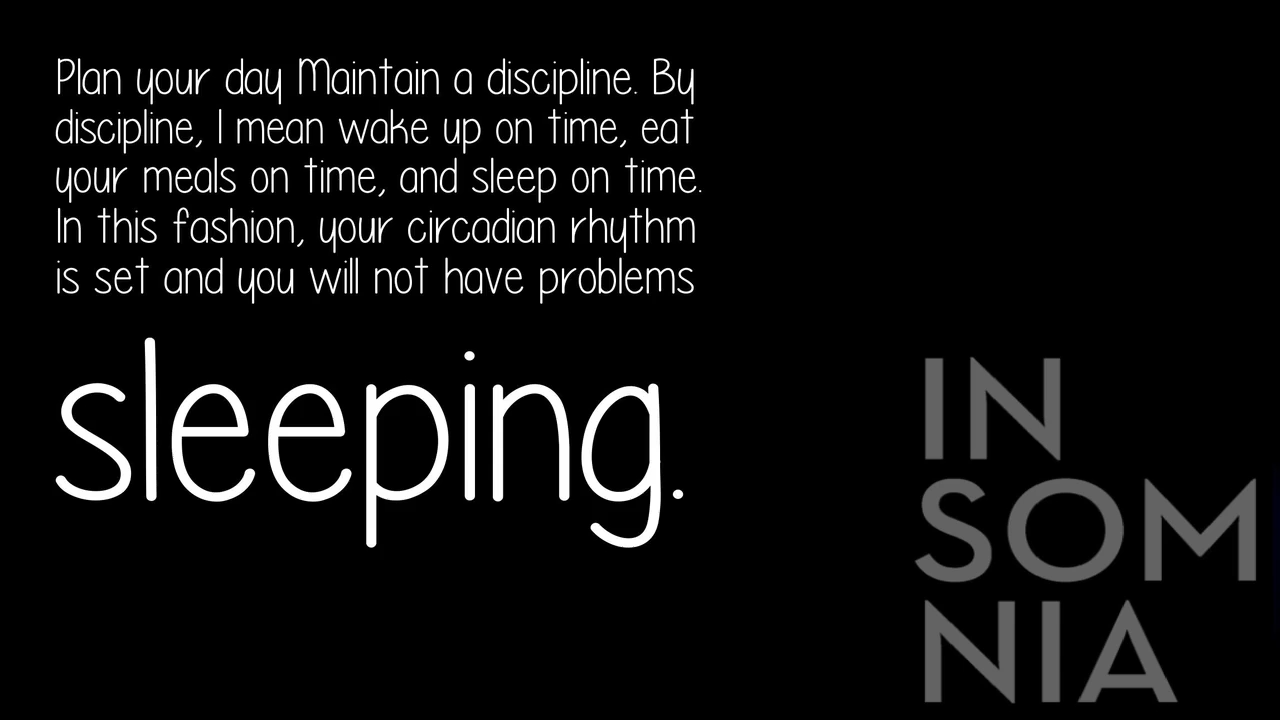 Plan your day Maintain a discipline. By
discipline, I mean wake up on time, eat
your meals on time, and sleep on time.
In this fashion, your circadian rhythm
is set and you will not have problems
sleeping.
IN
SOM
NIA